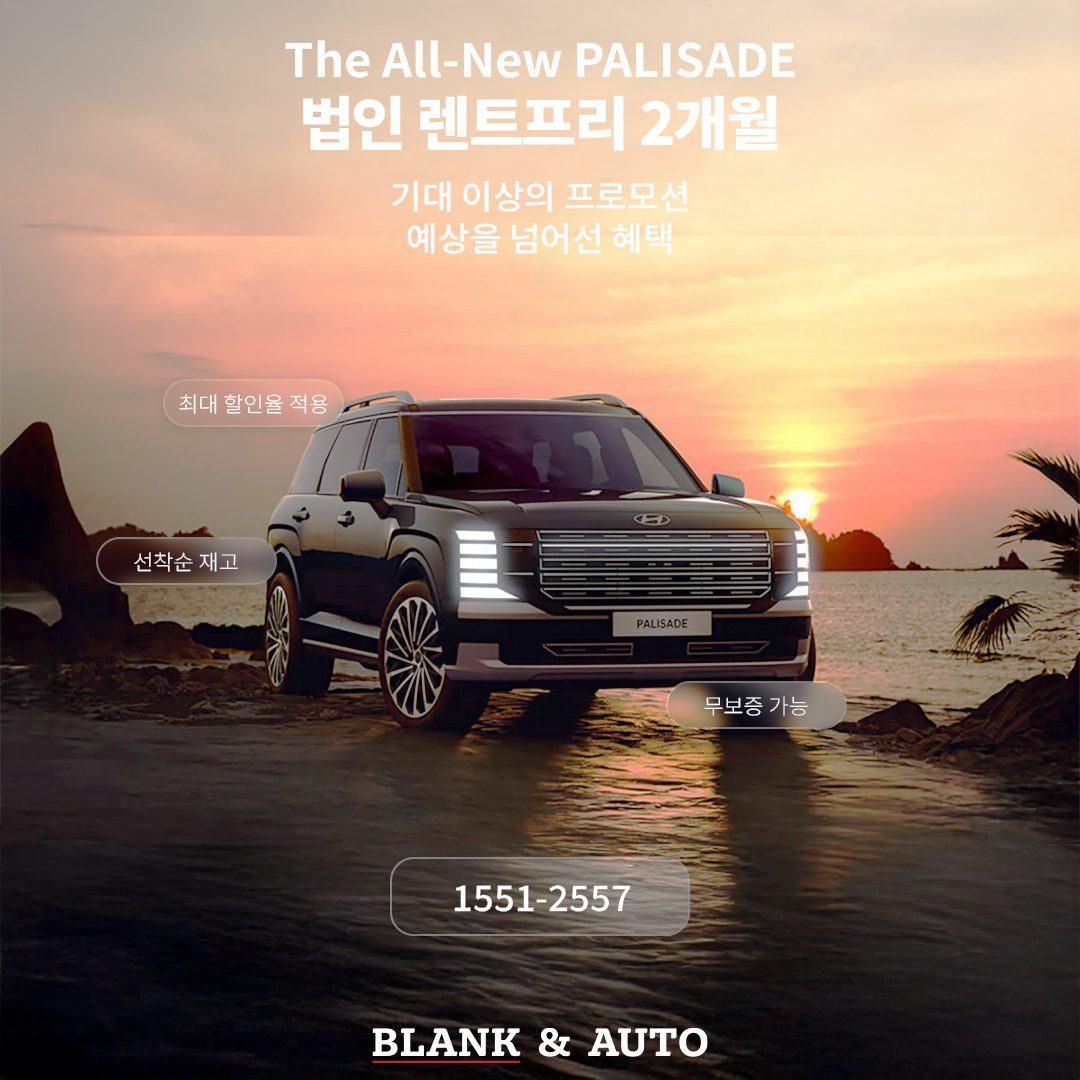 The All-New PALISADE
법인 렌트프리 2개월
기대 이상의 프로모션
예상을 넘어선 혜택
최대 할인율 적용
선착순 재고
PALISADE
무보증 가능
1551-2557
BLANK & AUTO